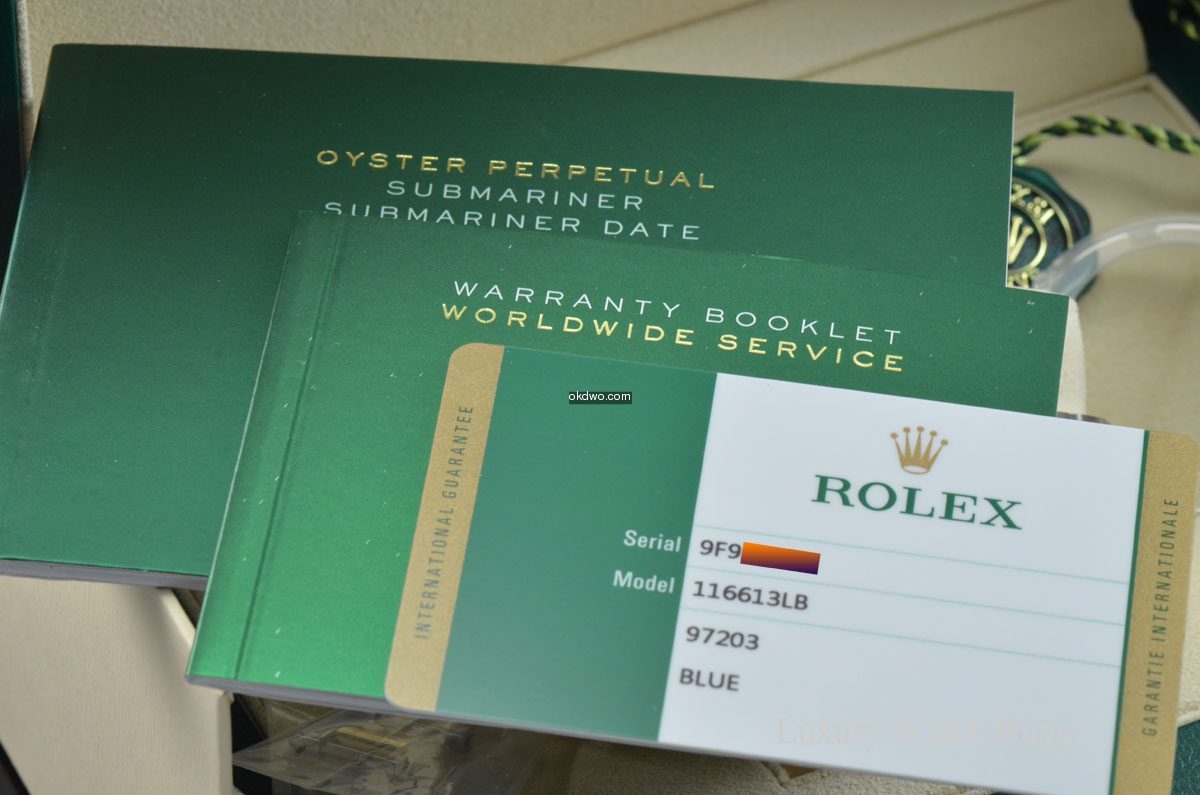 OYSTER PERPETUAL
SUBMARINER
SUBMARINER DATE
WARRANTY BOOKLET
WORLDWIDE SERVICE
okdwo.com
INTERNATIONAL GUARANTEE
ROLEX
Serial 9F9
Model 116613LB
97203
BLUE
GARANTIE INTERNATIONALE
Luxury Watch Buyer